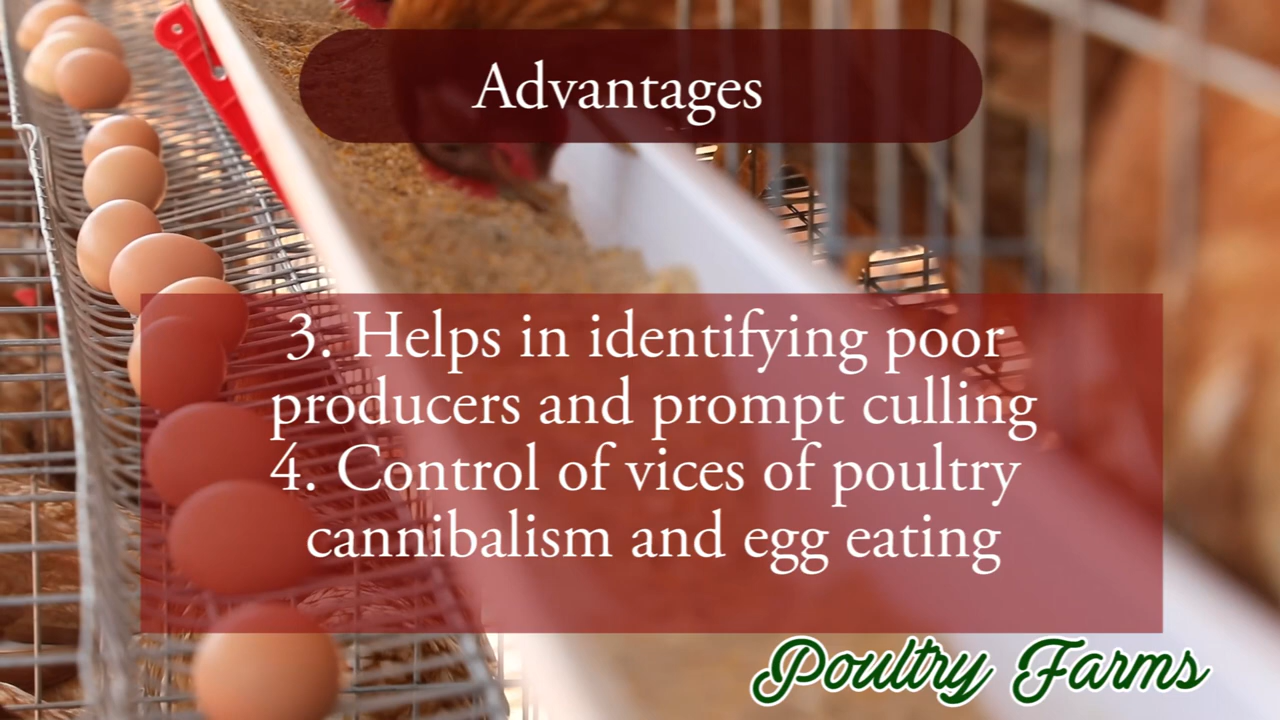 Advantages
3. Helps in identifying poor
producers and prompt culling
4. Control of vices of poultry
cannibalism and egg eating
Poultry Farms